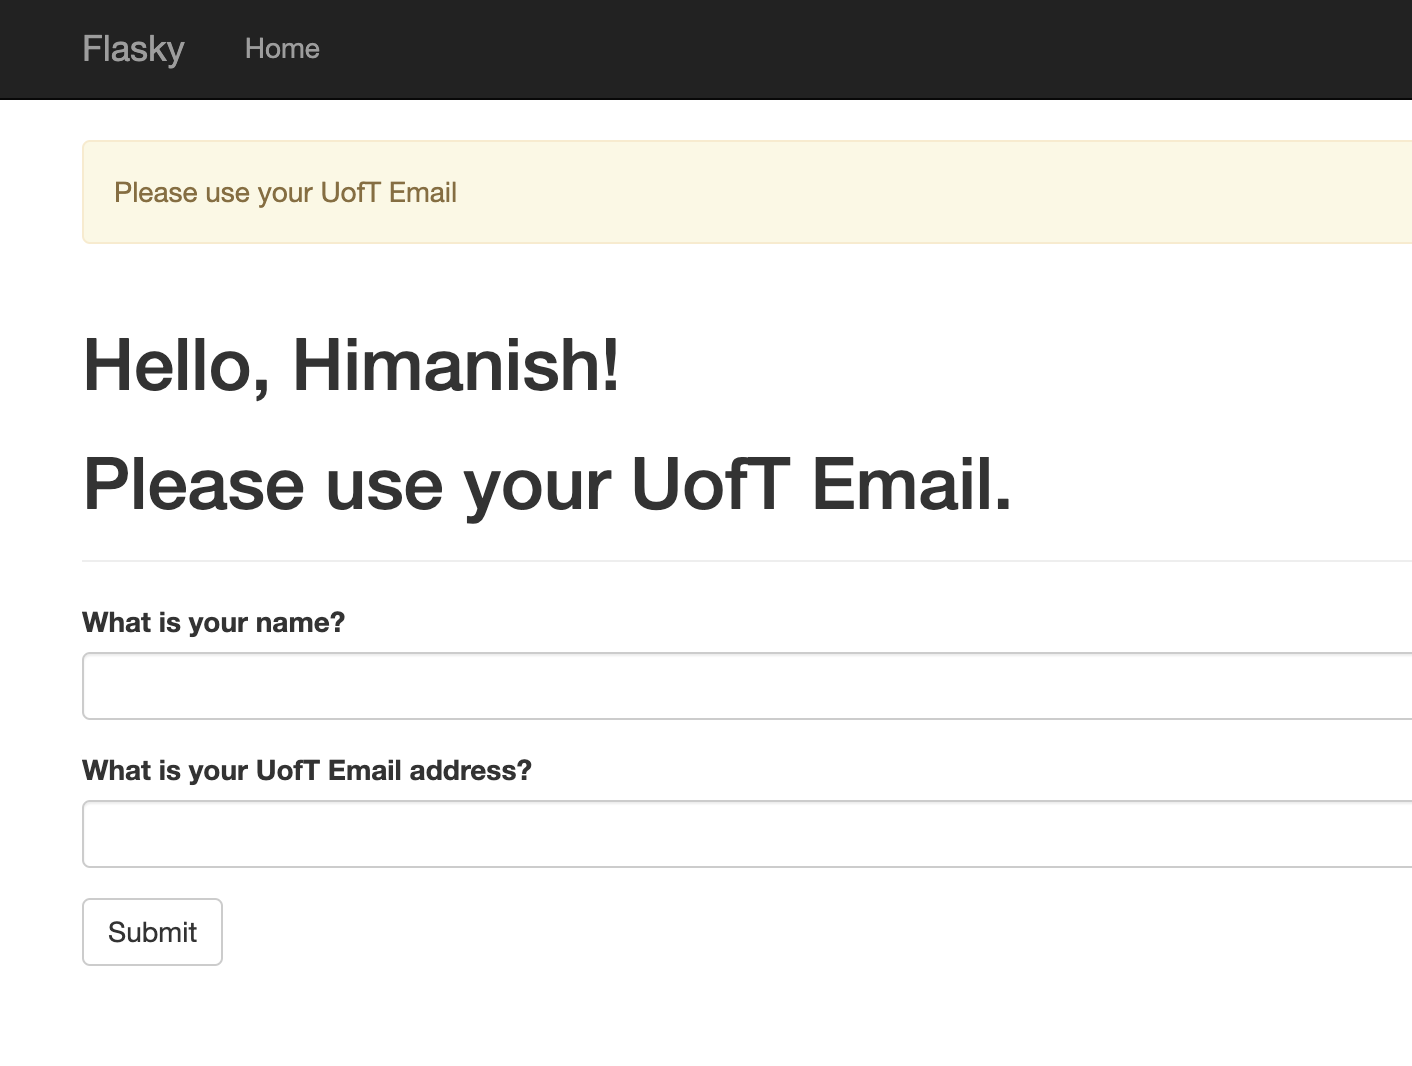 Flasky Home
Please use your UofT Email
Hello, Himanish!
Please use your UofT Email.
What is your name?
What is your UofT Email address?
Submit